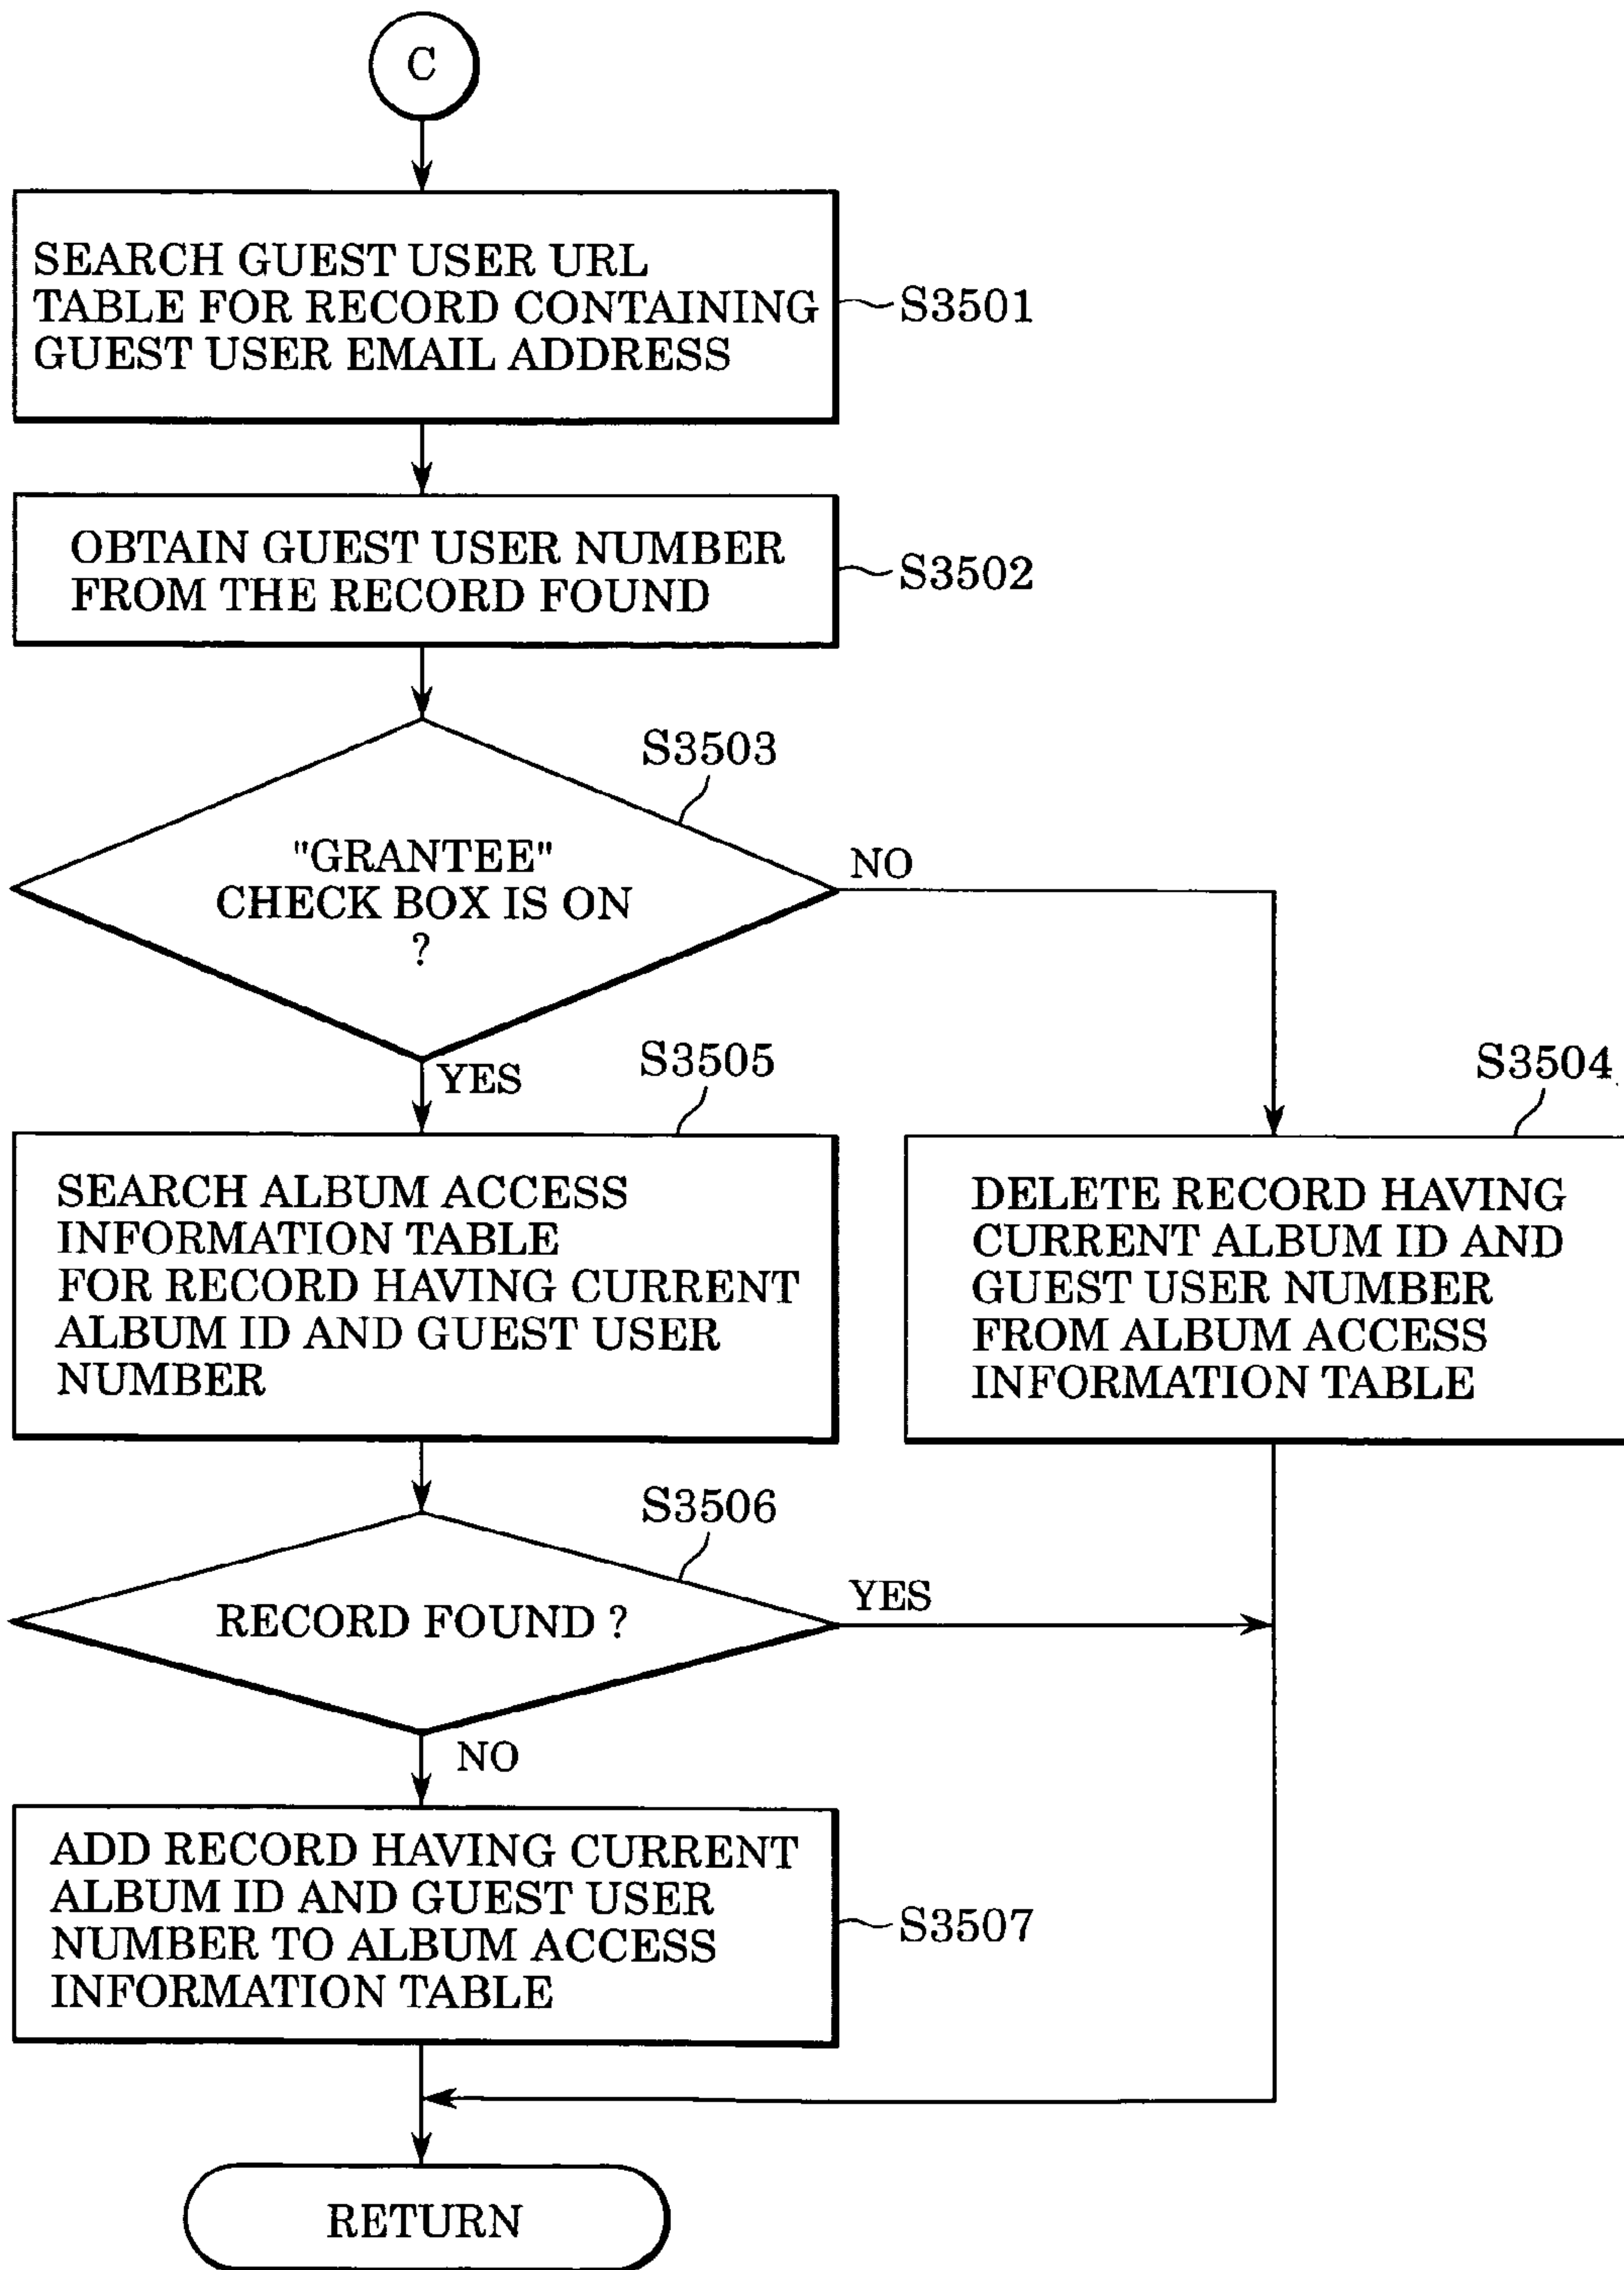 C
SEARCH GUEST USER URL
TABLE FOR RECORD CONTAINING
GUEST USER EMAIL ADDRESS
S3501
OBTAIN GUEST USER NUMBER
FROM THE RECORD FOUND
S3502
S3503
"GRANTEE"
CHECK BOX IS ON
?
NO
YES
S3505
SEARCH ALBUM ACCESS
INFORMATION TABLE
FOR RECORD HAVING CURRENT
ALBUM ID AND GUEST USER
NUMBER
S3504
DELETE RECORD HAVING
CURRENT ALBUM ID AND
GUEST USER NUMBER
FROM ALBUM ACCESS
INFORMATION TABLE
S3506
RECORD FOUND ?
YES
NO
ADD RECORD HAVING CURRENT
ALBUM ID AND GUEST USER
NUMBER TO ALBUM ACCESS
INFORMATION TABLE
S3507
RETURN